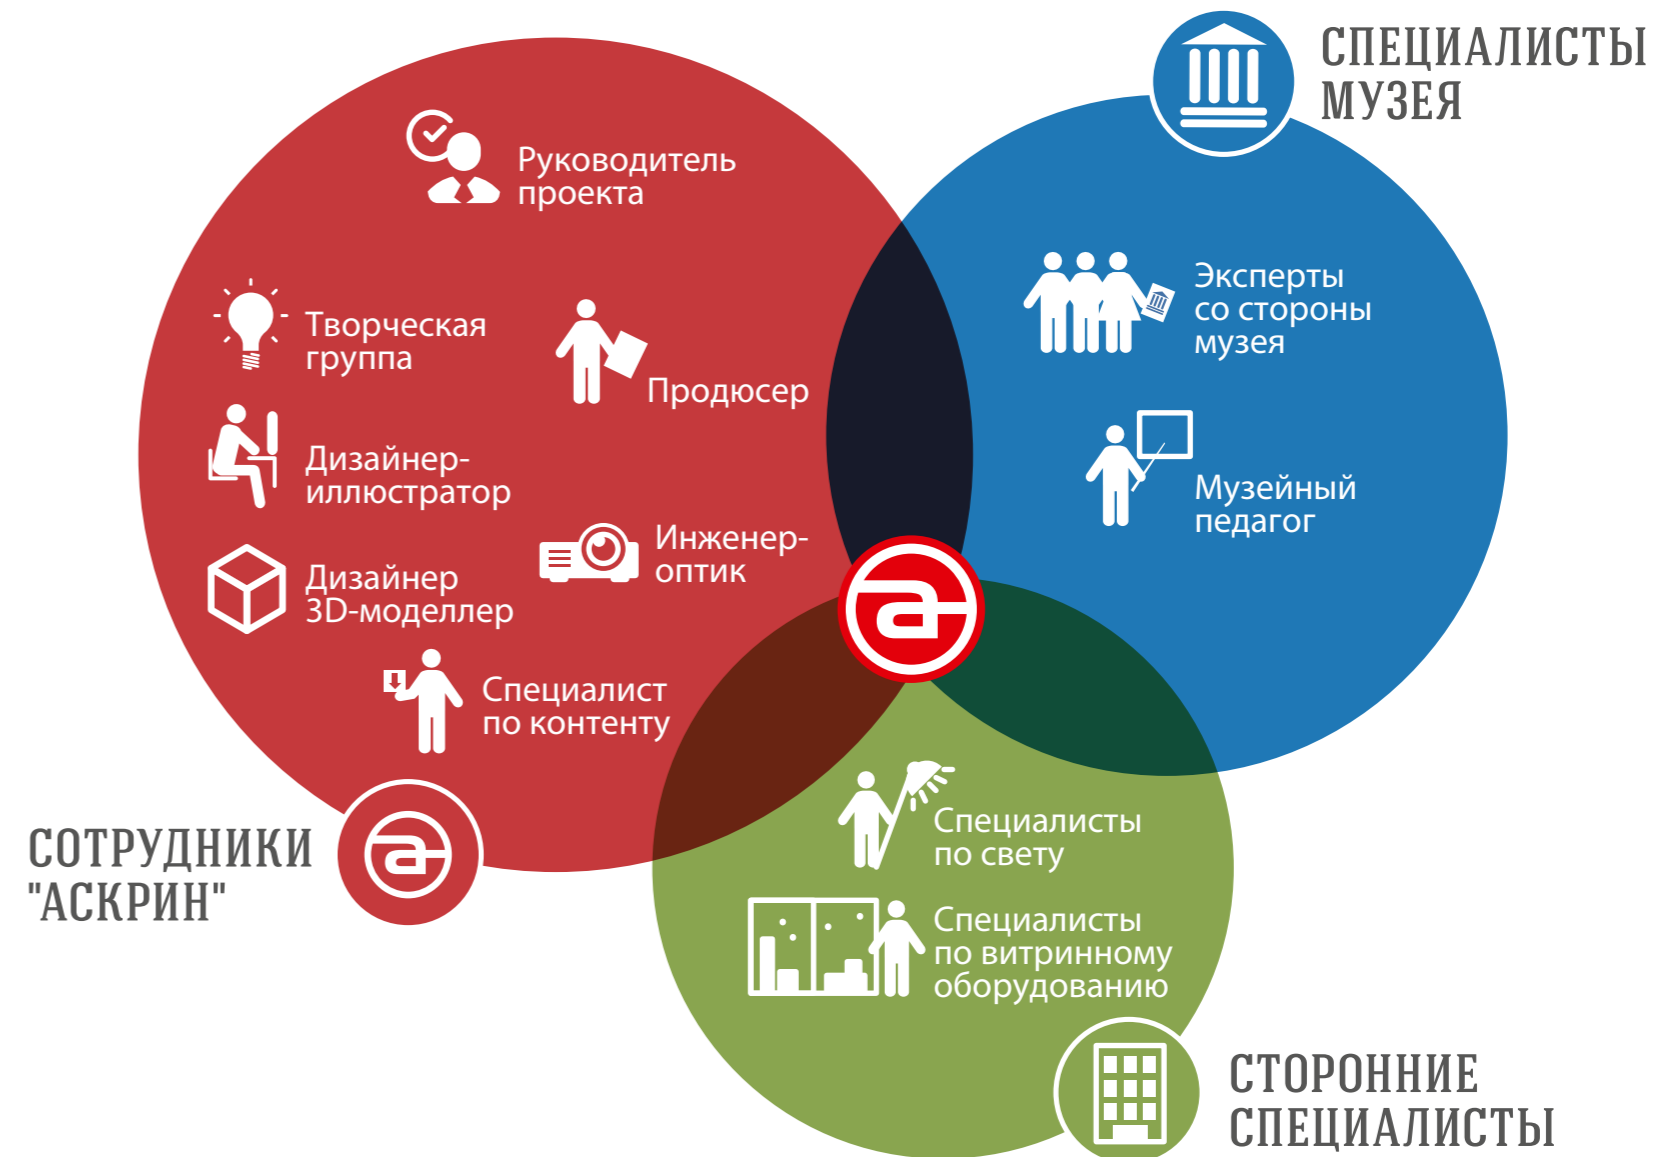 СПЕЦИАЛИСТЫ
МУЗЕЯ
Руководитель
проекта
Творческая
группа
Продюсер
Дизайнер-
иллюстратор
Инженер-
оптик
Дизайнер
3D-моделлер
Специалист
по контенту
Эксперты
со стороны
музея
Музейный
педагог
СОТРУДНИКИ
"АСКРИН"
Специалисты
по свету
Специалисты
по витринному
оборудованию
СТОРОННИЕ
СПЕЦИАЛИСТЫ